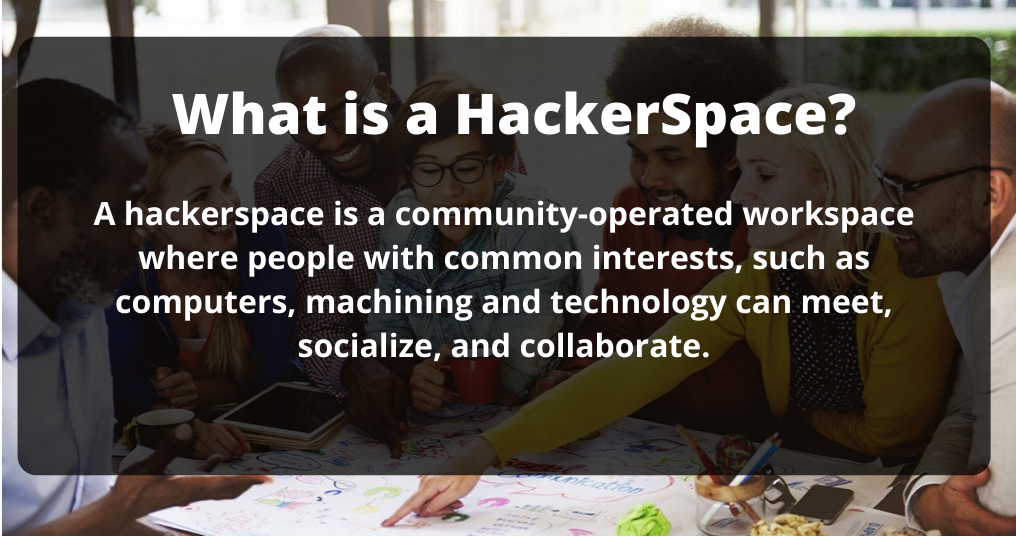 What is a HackerSpace?
A hackerspace is a community-operated workspace
where people with common interests, such as
computers, machining and technology can meet,
socialize, and collaborate.
communication